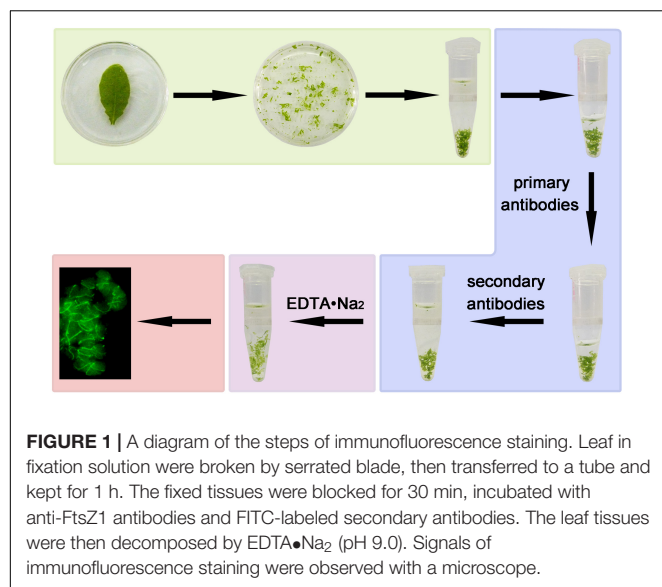 primary
antibodies
secondary
antibodies
EDTA•Na₂
FIGURE 1 | A diagram of the steps of immunofluorescence staining. Leaf in
fixation solution were broken by serrated blade, then transferred to a tube and
kept for 1 h. The fixed tissues were blocked for 30 min, incubated with
anti-FtsZ1 antibodies and FITC-labeled secondary antibodies. The leaf tissues
were then decomposed by EDTA●Na₂ (pH 9.0). Signals of
immunofluorescence staining were observed with a microscope.